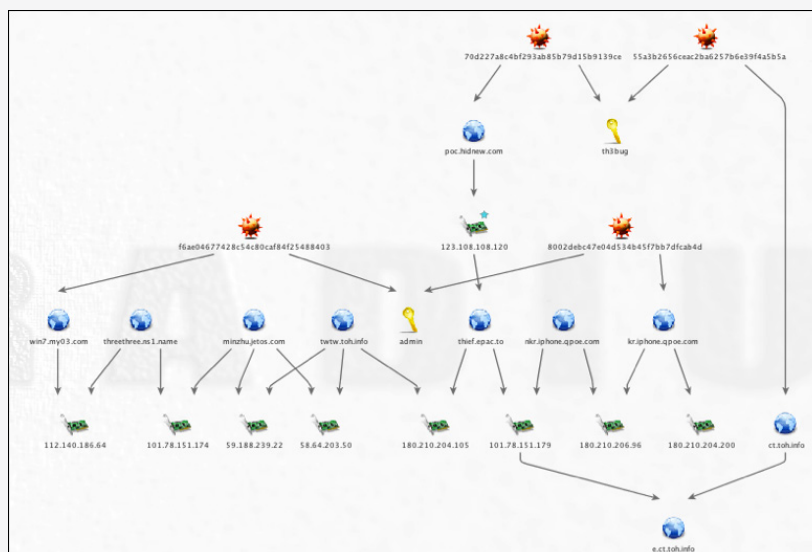 70d227a8c4bf293ab85b79d15b9139ce
55a3b2656ceac2ba6257b6e39f4a5b5a
poc.hidnew.com
th3bug
f6ae04677428c54c80caf84f25488403
123.108.108.120
8002debc47e04d534b45f7bb7dfcab4d
win7.my03.com
threethree.ns1.name
minzhu.jetos.com
twtw.toh.info
admin
thief.epac.to
nkr.iphone.qpoe.com
kr.iphone.qpoe.com
112.140.186.64
101.78.151.174
59.188.239.22
58.64.203.50
180.210.204.105
101.78.151.179
180.210.206.96
180.210.204.200
ct.toh.info
e.ct.toh.info